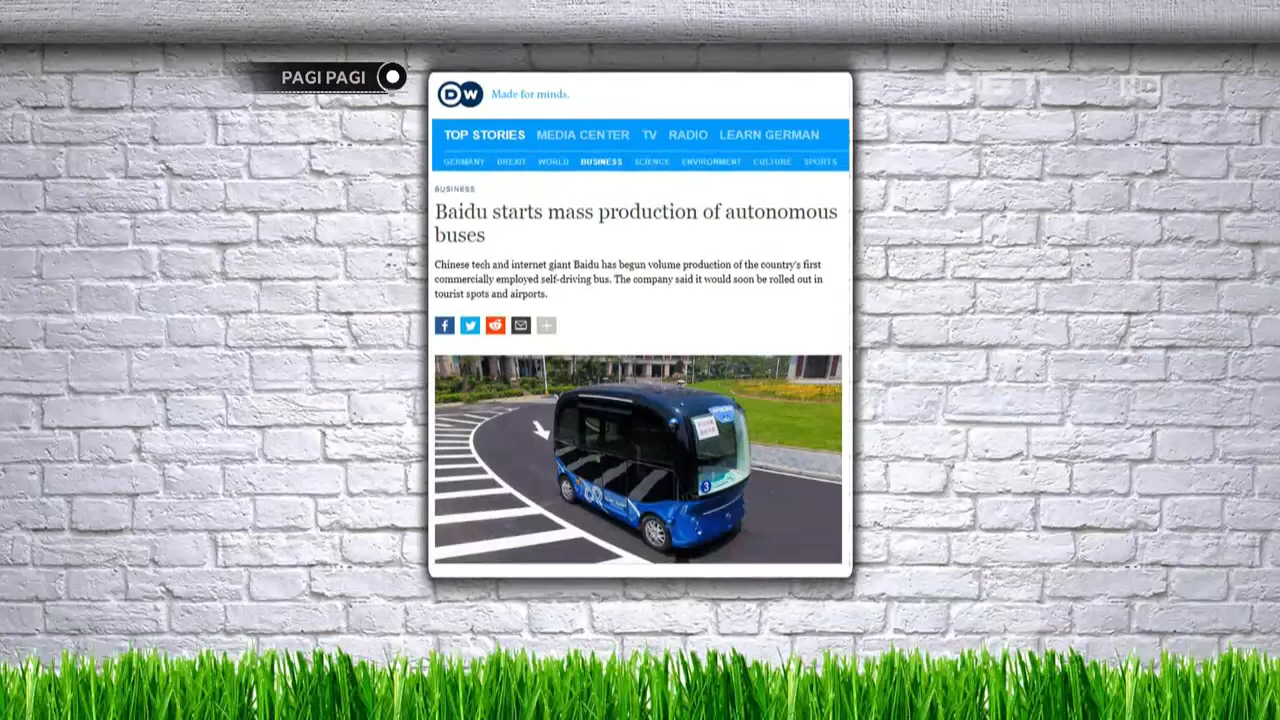 PAGI PAGI
HD
DW Made for minds.
TOP STORIES MEDIA CENTER TV RADIO LEARN GERMAN
GERMANY BREXIT WORLD BUSINESS SCIENCE ENVIRONMENT CULTURE SPORTS
BUSINESS
Baidu starts mass production of autonomous
buses
Chinese tech and internet giant Baidu has begun volume production of the country's first
commercially employed self-driving bus. The company said it would soon be rolled out in
tourist spots and airports.
3